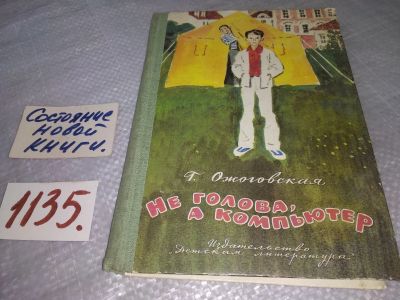 Состояние
новой
книги.
1135.
Г. Ожоговская
НЕ ГОЛОВА,
А КОМПЬЮТЕР
Издательство
"Детская литература"